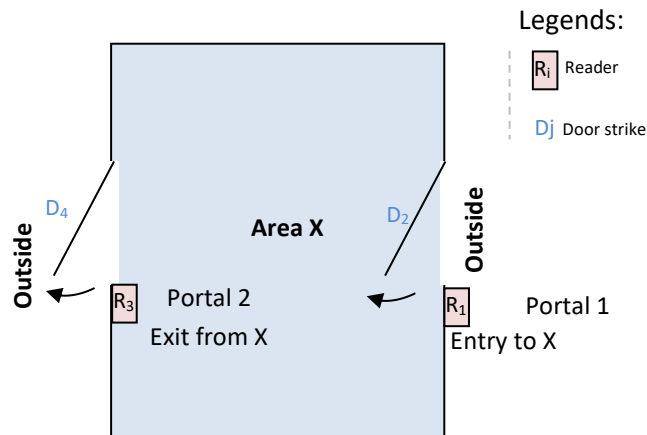 Legends:
Rᵢ Reader
Dj Door strike
D₄
D₂
Outside
Area X
Outside
R₃
Portal 2
Exit from X
R₁
Portal 1
Entry to X